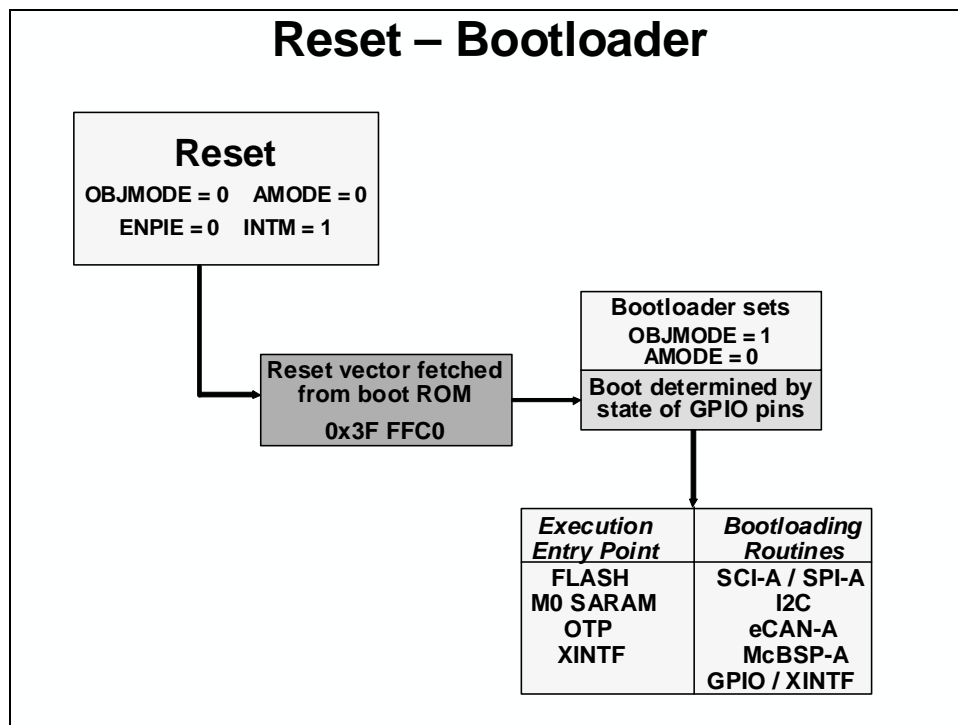 Reset – Bootloader
Reset
OBJMODE = 0 AMODE = 0
ENPIE = 0 INTM = 1
Reset vector fetched
from boot ROM
0x3F FFC0
Bootloader sets
OBJMODE = 1
AMODE = 0
Boot determined by
state of GPIO pins
Execution
Entry Point
FLASH
M0 SARAM
OTP
XINTF
Bootloading
Routines
SCI-A / SPI-A
I2C
eCAN-A
McBSP-A
GPIO / XINTF